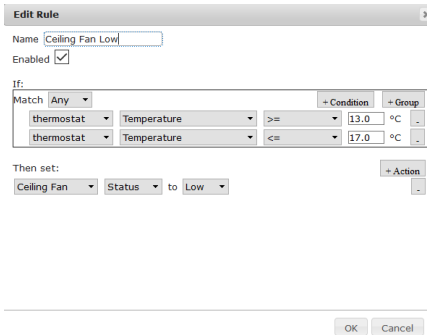 Edit Rule x
Name Ceiling Fan Low
Enabled
If:
Match Any + Condition + Group
thermostat Temperature >= 13.0 °C -
thermostat Temperature <= 17.0 °C -
Then set: + Action
Ceiling Fan Status to Low -
OK Cancel